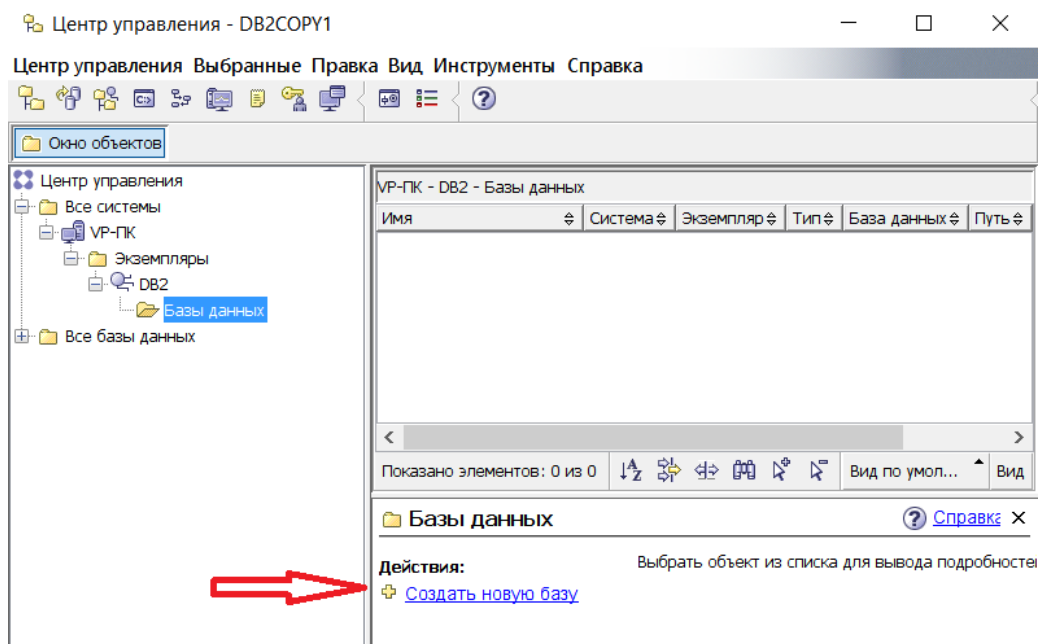 Центр управления - DB2COPY1
Центр управления Выбранные Правка Вид Инструменты Справка
Окно объектов
Центр управления
Все системы
VP-ПК
Экземпляры
DB2
Базы данных
Все базы данных
VP-ПК - DB2 - Базы данных
Имя Система Экземпляр Тип База данных Путь
Показано элементов: 0 из 0 Вид по умол... Вид
Базы данных Справка
Действия: Выбрать объект из списка для вывода подробносте
Создать новую базу